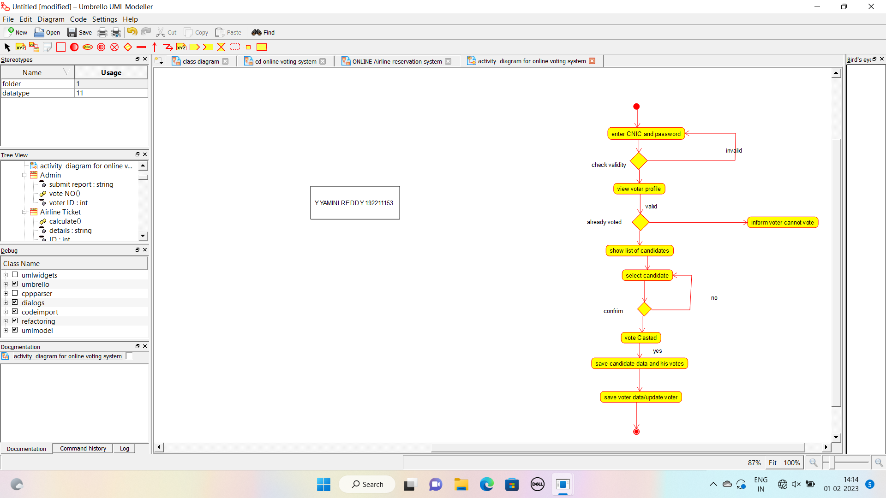 Untitled [modified] – Umbrello UML Modeller
File Edit Diagram Code Settings Help
New Open Save Cut Copy Paste Find
Stereotypes
Name Usage
folder 1
datatype 11
Tree View
activity diagram for online v...
Admin
submit report : string
vote NO()
voter ID : int
Airline Ticket
calculate()
details : string
ID : int
Debug
Class Name
umlwidgets
umbrello
cppparser
dialogs
codeimport
refactoring
umlmodel
Documentation
activity diagram for online voting system
Documentation Command history Log
class diagram
cd online voting system
ONLINE Airline reservation system
activity diagram for online voting system
Bird's eye
Y YAMINI REDDY 192211153
enter CNIC and password
invalid
check validity
view voter profile
valid
already voted
inform voter cannot vote
show list of candidates
select candidate
no
confrim
vote Casted
yes
save candidate data and his votes
save voter data/update voter
87% Fit 100%
Search
DELL
ENG
IN
14:14
01-02-2023
5